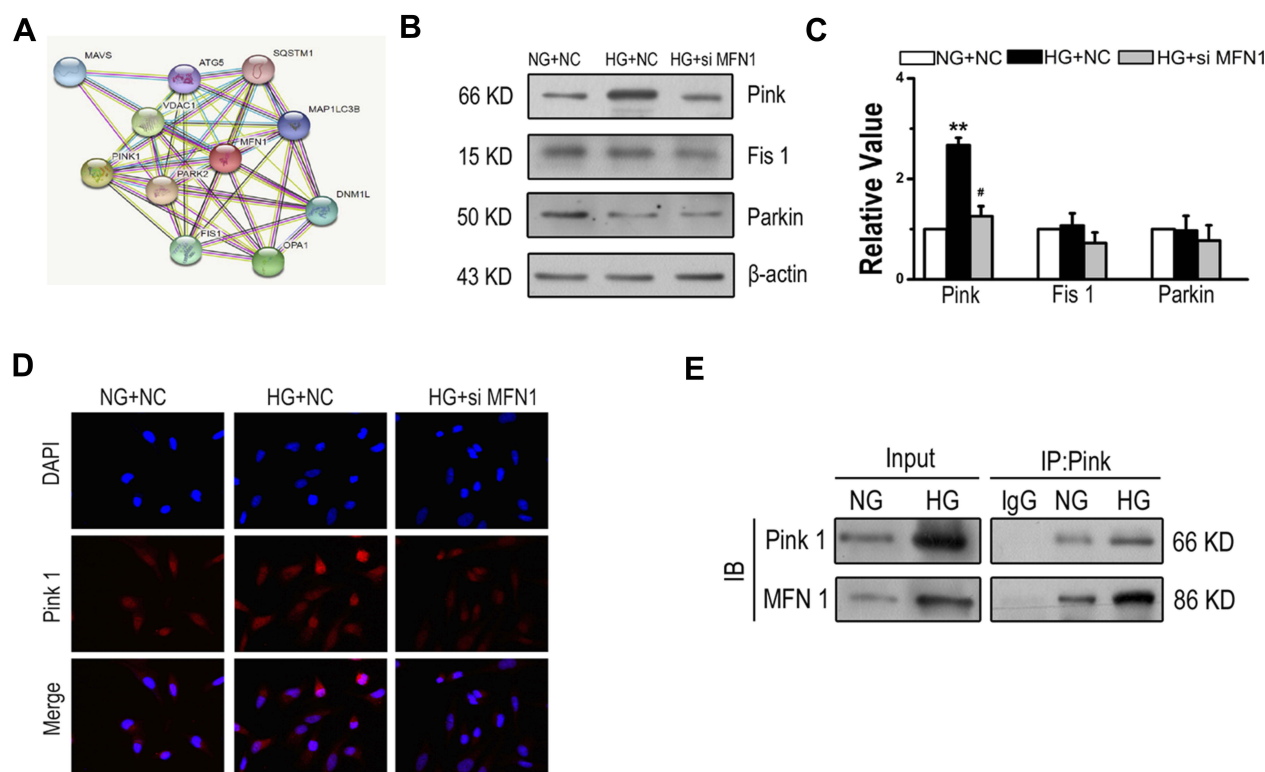 A
MAVS
ATG5
SQSTM1
VDAC1
MAP1LC3B
MFN1
PINK1
PARK2
DNM1L
FIS1
OPA1
B
NG+NC HG+NC HG+si MFN1
66 KD Pink
15 KD Fis 1
50 KD Parkin
43 KD β-actin
C
NG+NC HG+NC HG+si MFN1
Relative Value
4
2
0
**
#
Pink Fis 1 Parkin
D
NG+NC HG+NC HG+si MFN1
DAPI
Pink 1
Merge
E
Input IP:Pink
NG HG IgG NG HG
IB
Pink 1 66 KD
MFN 1 86 KD